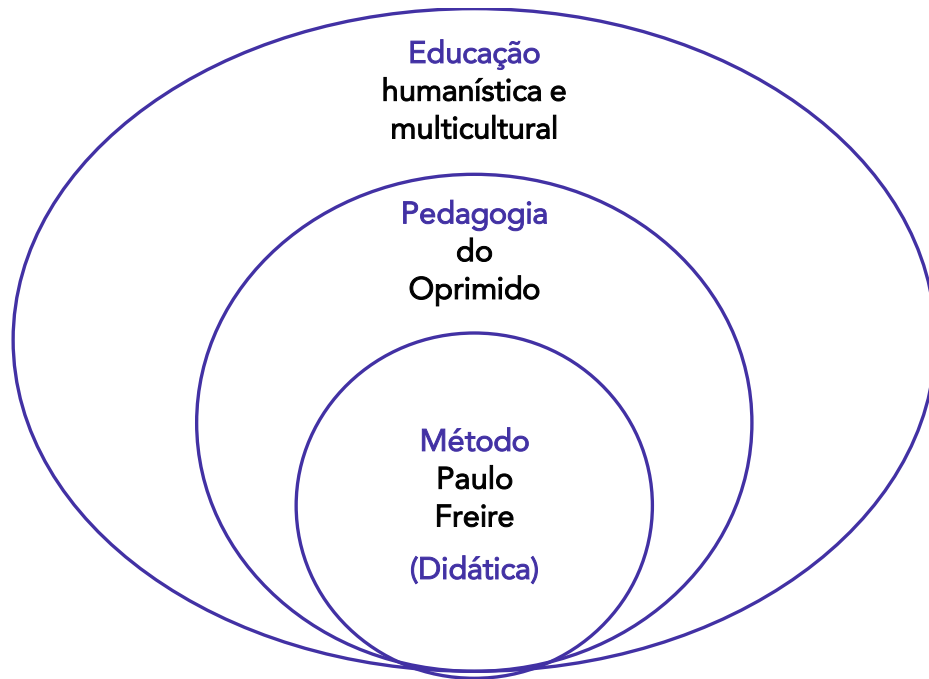 Educação
humanística e
multicultural
Pedagogia
do
Oprimido
Método
Paulo
Freire
(Didática)